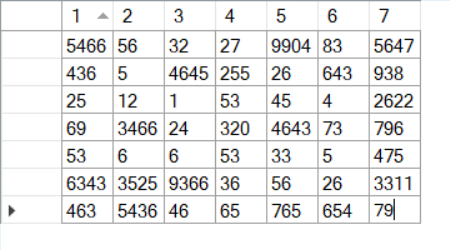 1 2 3 4 5 6 7
5466 56 32 27 9904 83 5647
436 5 4645 255 26 643 938
25 12 1 53 45 4 2622
69 3466 24 320 4643 73 796
53 6 6 53 33 5 475
6343 3525 9366 36 56 26 3311
463 5436 46 65 765 654 79